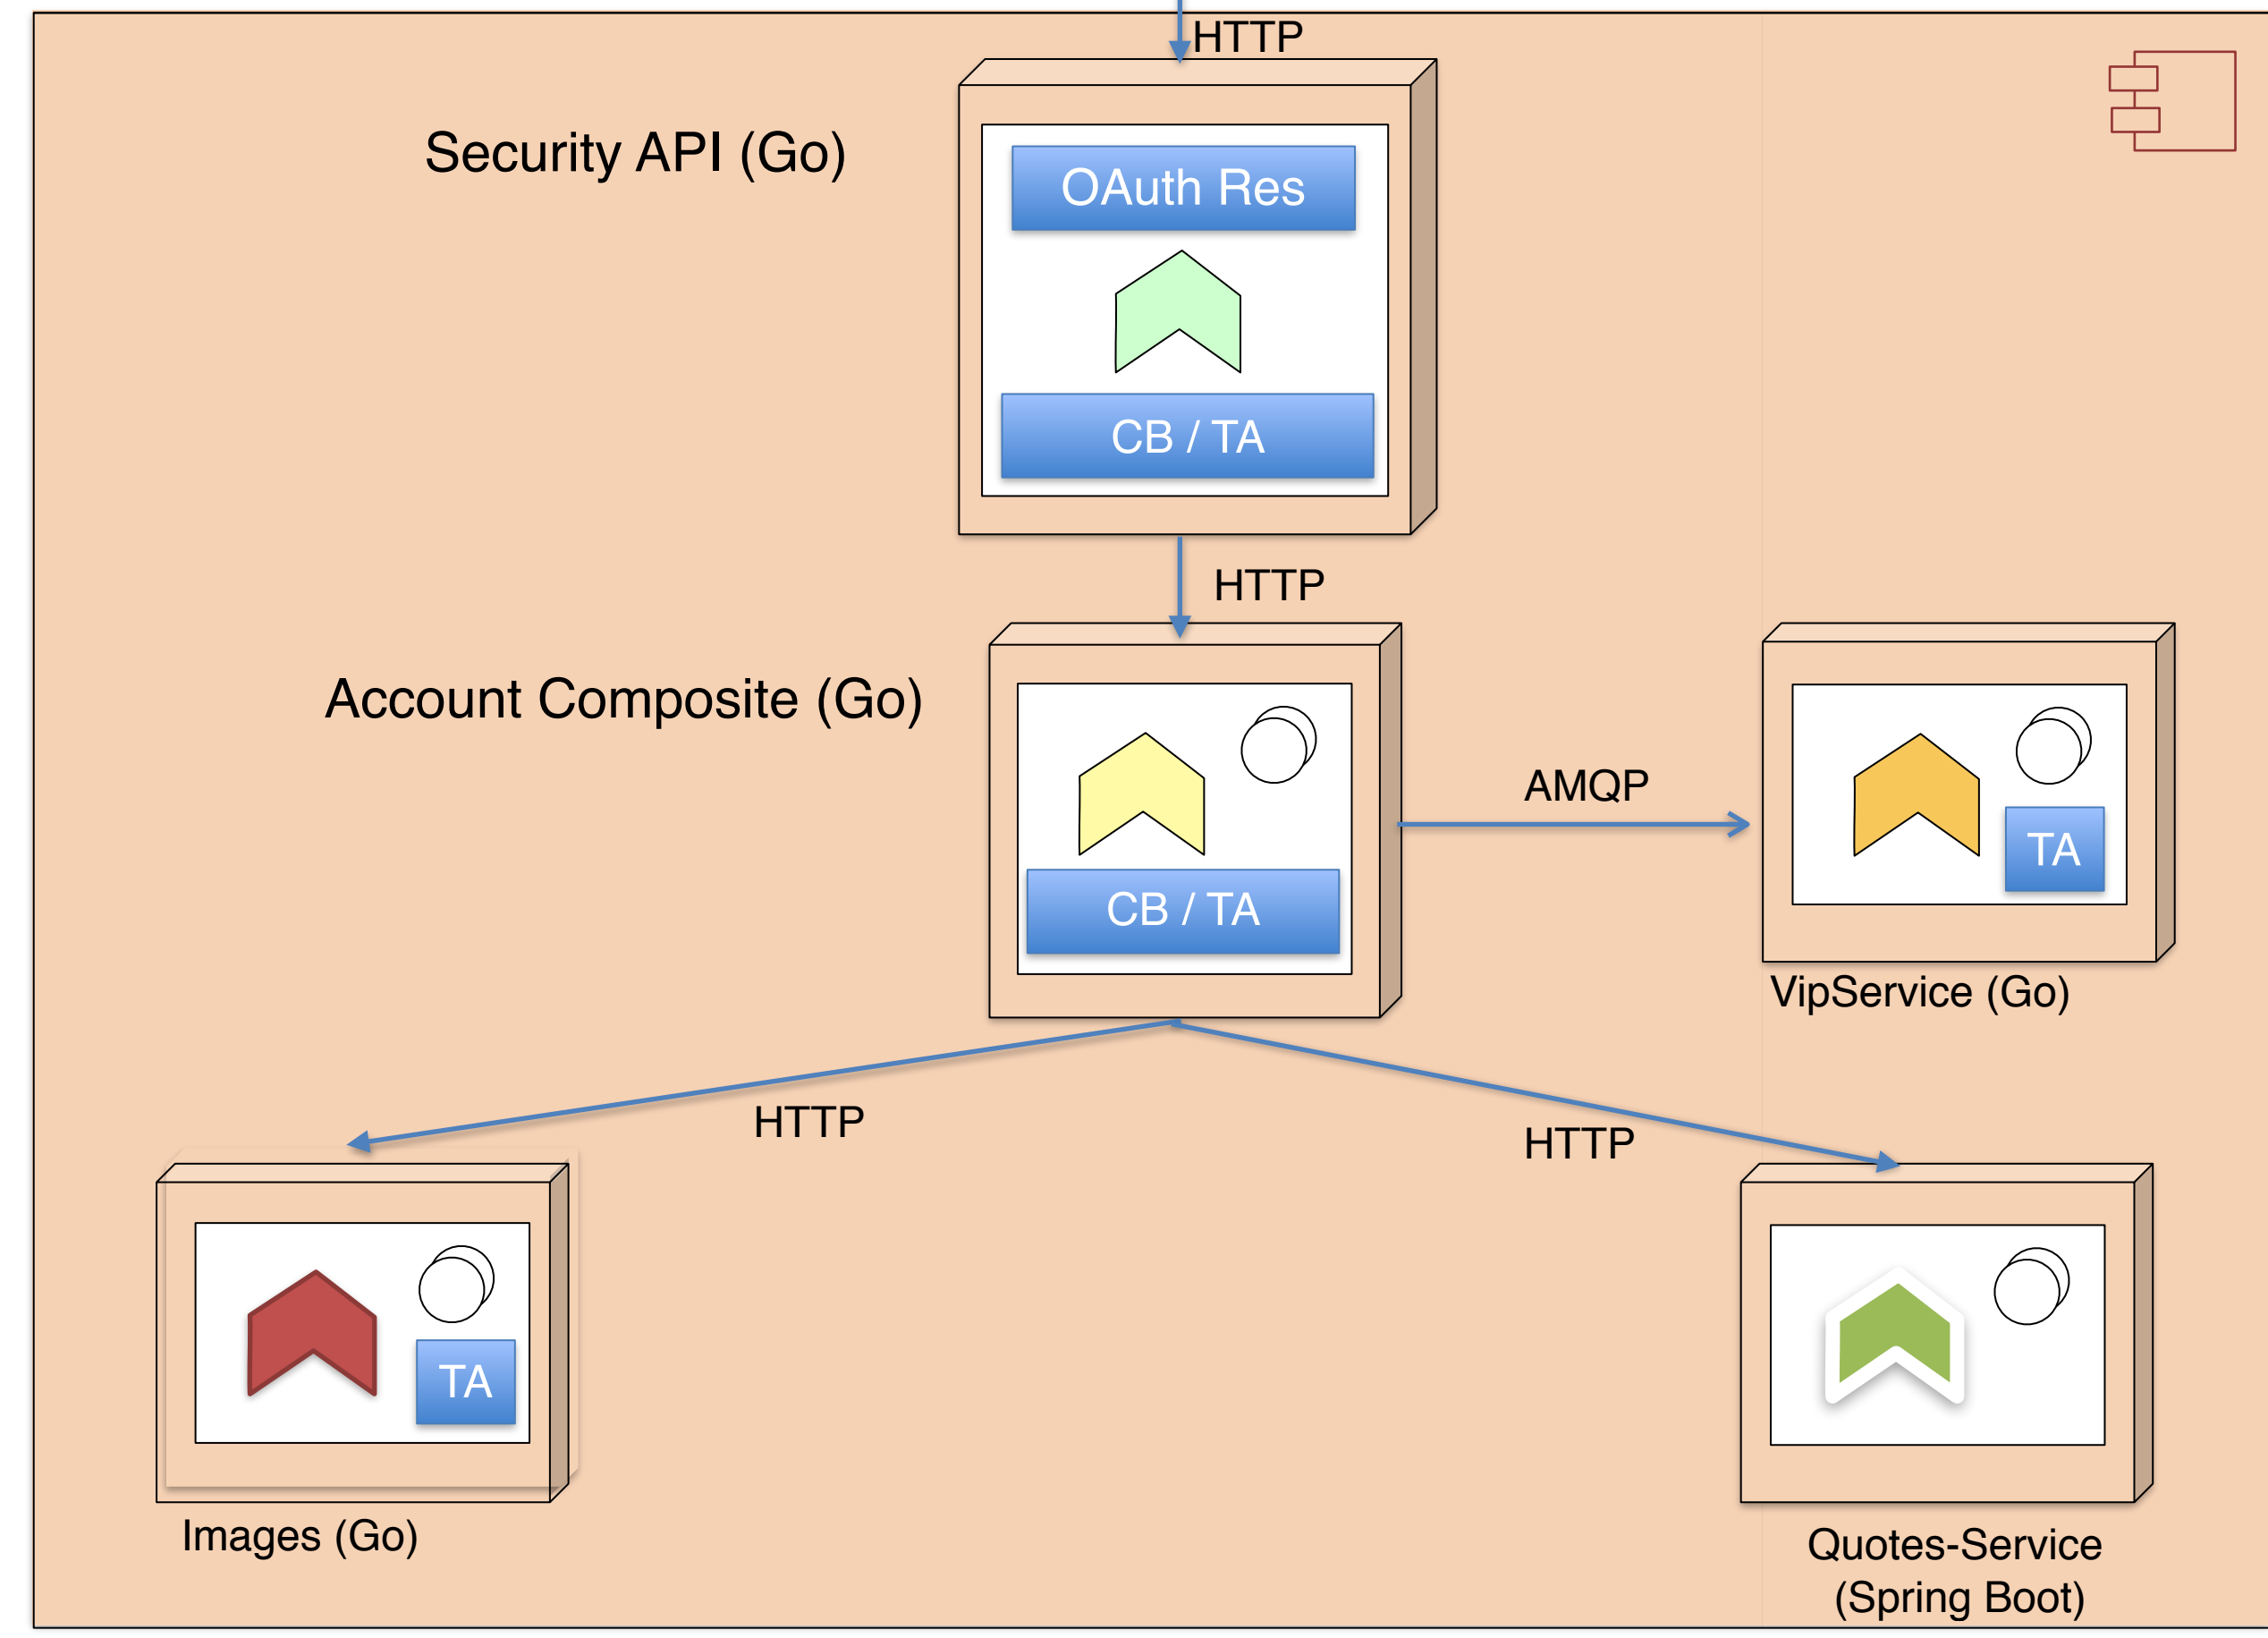 HTTP
Security API (Go)
OAuth Res
CB / TA
HTTP
Account Composite (Go)
CB / TA
AMQP
TA
VipService (Go)
HTTP
HTTP
TA
Images (Go)
Quotes-Service
(Spring Boot)